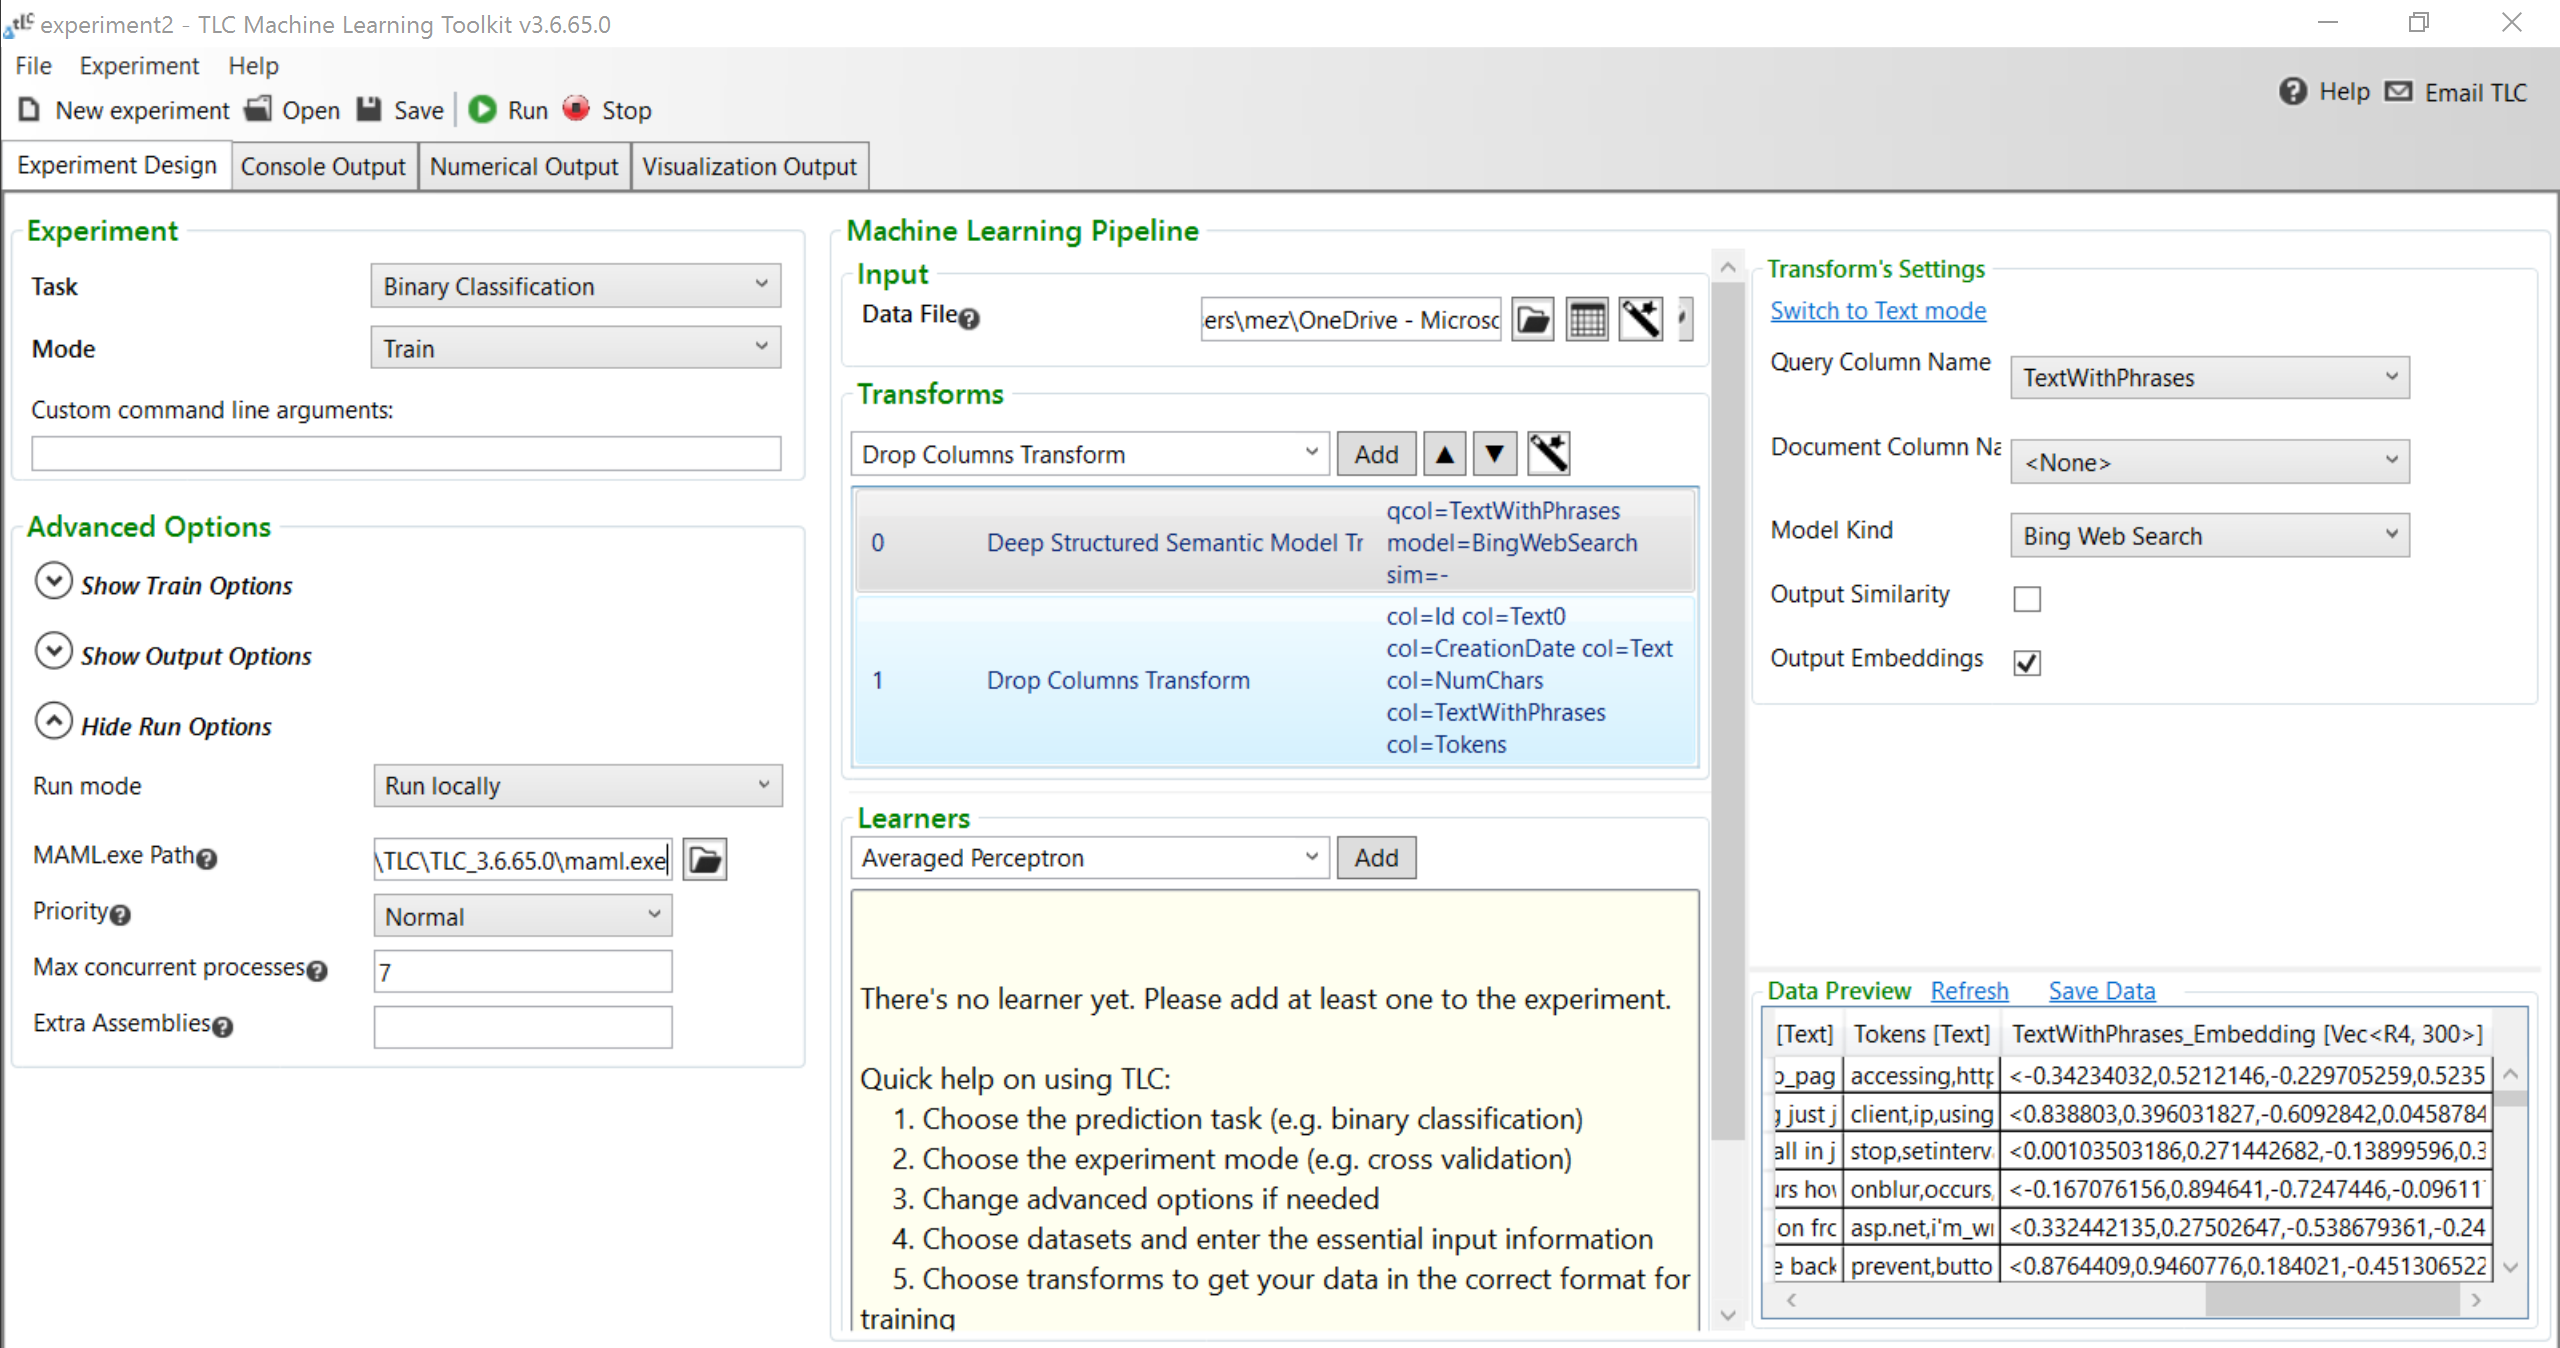 tLC experiment2 - TLC Machine Learning Toolkit v3.6.65.0
File Experiment Help
New experiment Open Save Run Stop
Help Email TLC
Experiment Design Console Output Numerical Output Visualization Output
Experiment
Task Binary Classification
Mode Train
Custom command line arguments:
Advanced Options
Show Train Options
Show Output Options
Hide Run Options
Run mode Run locally
MAML.exe Path \TLC\TLC_3.6.65.0\maml.exe
Priority Normal
Max concurrent processes 7
Extra Assemblies
Machine Learning Pipeline
Input
Data File ers\mez\OneDrive - Microsc
Transforms
Drop Columns Transform Add
0 Deep Structured Semantic Model Tr
qcol=TextWithPhrases
model=BingWebSearch
sim=-
1 Drop Columns Transform
col=Id col=Text0
col=CreationDate col=Text
col=NumChars
col=TextWithPhrases
col=Tokens
Learners
Averaged Perceptron Add
There's no learner yet. Please add at least one to the experiment.
Quick help on using TLC:
1. Choose the prediction task (e.g. binary classification)
2. Choose the experiment mode (e.g. cross validation)
3. Change advanced options if needed
4. Choose datasets and enter the essential input information
5. Choose transforms to get your data in the correct format for
training
Transform's Settings
Switch to Text mode
Query Column Name TextWithPhrases
Document Column Na <None>
Model Kind Bing Web Search
Output Similarity
Output Embeddings
Data Preview Refresh Save Data
[Text] Tokens [Text] TextWithPhrases_Embedding [Vec<R4, 300>]
o_pag accessing,http <-0.34234032,0.5212146,-0.229705259,0.5235
g just j client,ip,using <0.838803,0.396031827,-0.6092842,0.0458784
all in j stop,setinterv <0.00103503186,0.271442682,-0.13899596,0.3
urs how onblur,occurs, <-0.167076156,0.894641,-0.7247446,-0.09611
on frc asp.net,i'm_wr <0.332442135,0.27502647,-0.538679361,-0.24
e back prevent,butto <0.8764409,0.9460776,0.184021,-0.451306522